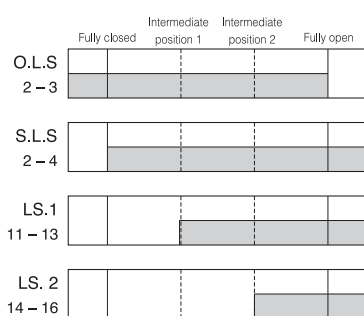 Intermediate Intermediate
Fully closed position 1 position 2 Fully open
O.L.S
2 – 3
S.L.S
2 – 4
LS.1
11 – 13
LS. 2
14 – 16